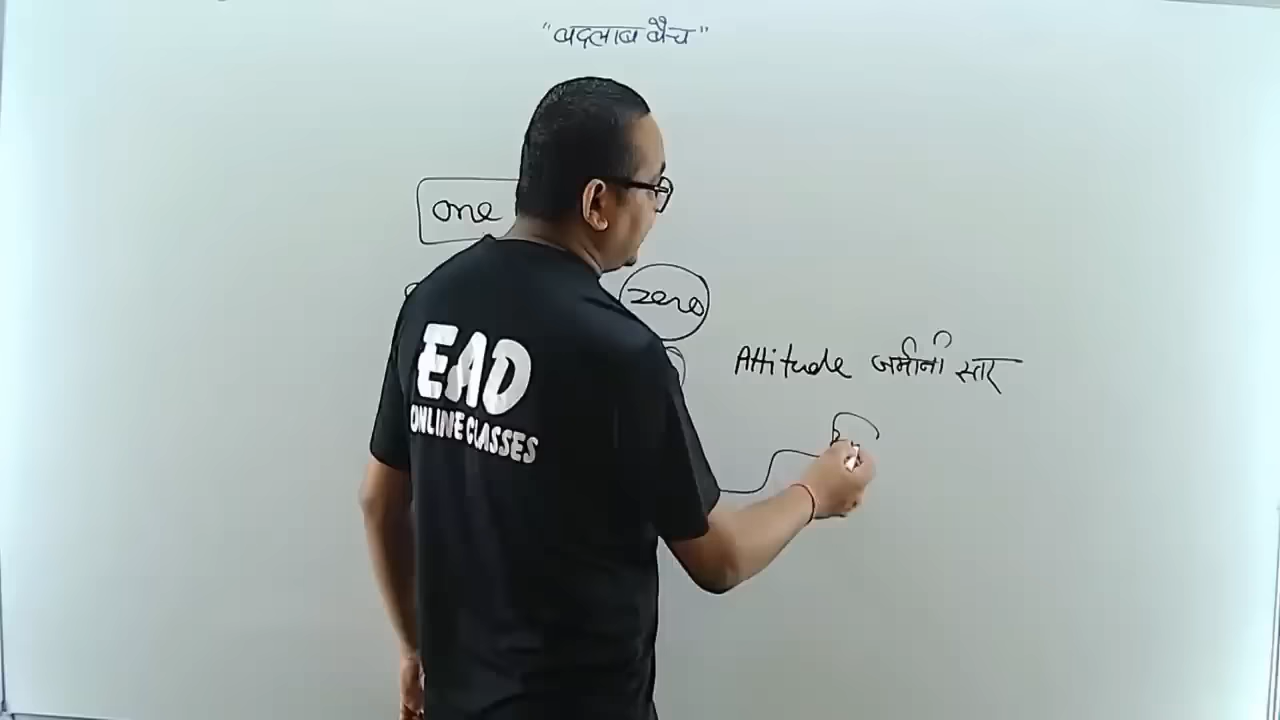 "बदलाब बैच"
one
zero
Attitude जमीनी स्तर
EAD
ONLINE CLASSES